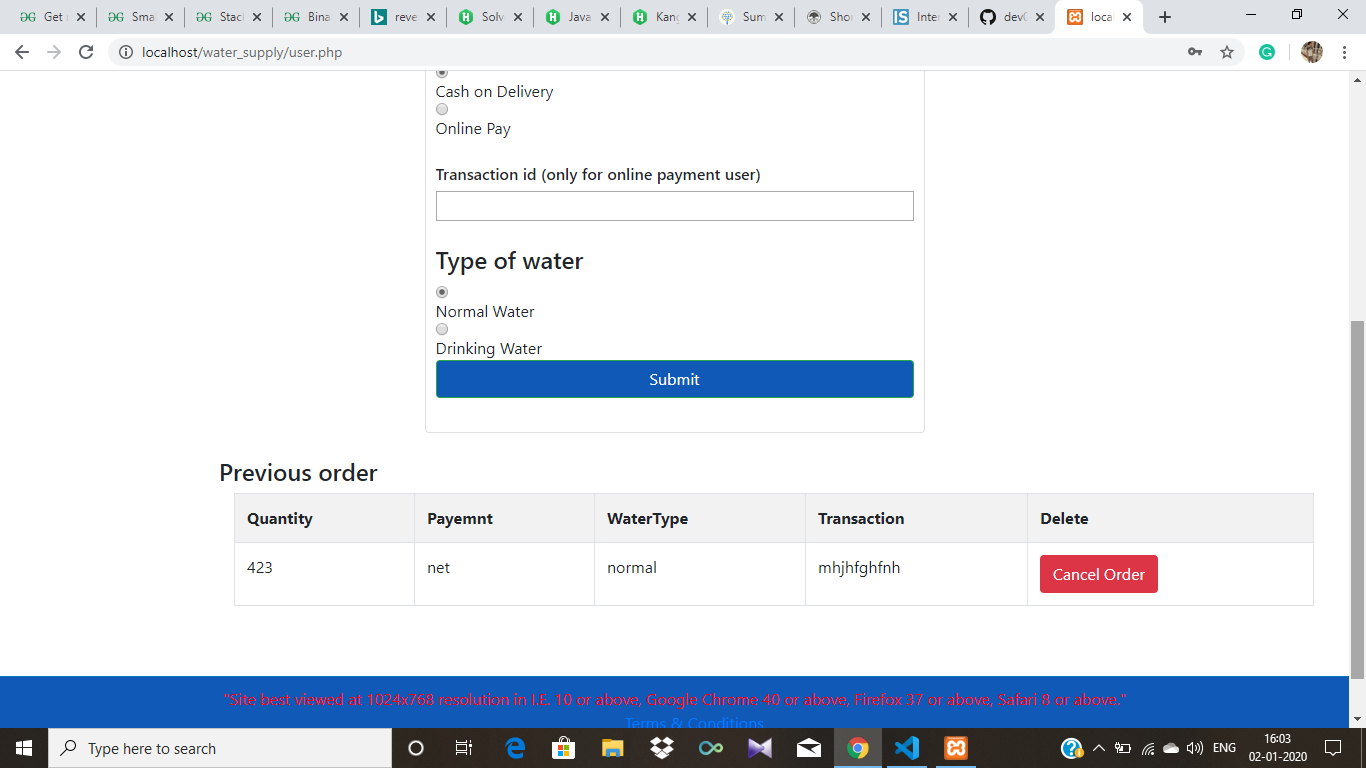 Get
Sma
Stac
Bina
reve
Solv
Java
Kang
Sum
Shor
Inter
dev
loca
localhost/water_supply/user.php
Cash on Delivery
Online Pay
Transaction id (only for online payment user)
Type of water
Normal Water
Drinking Water
Submit
Previous order
Quantity Payemnt WaterType Transaction Delete
423 net normal mhjhfghfnh Cancel Order
"Site best viewed at 1024x768 resolution in I.E. 10 or above, Google Chrome 40 or above, Firefox 37 or above, Safari 8 or above."
Terms & Conditions
Type here to search
ENG
16:03
02-01-2020